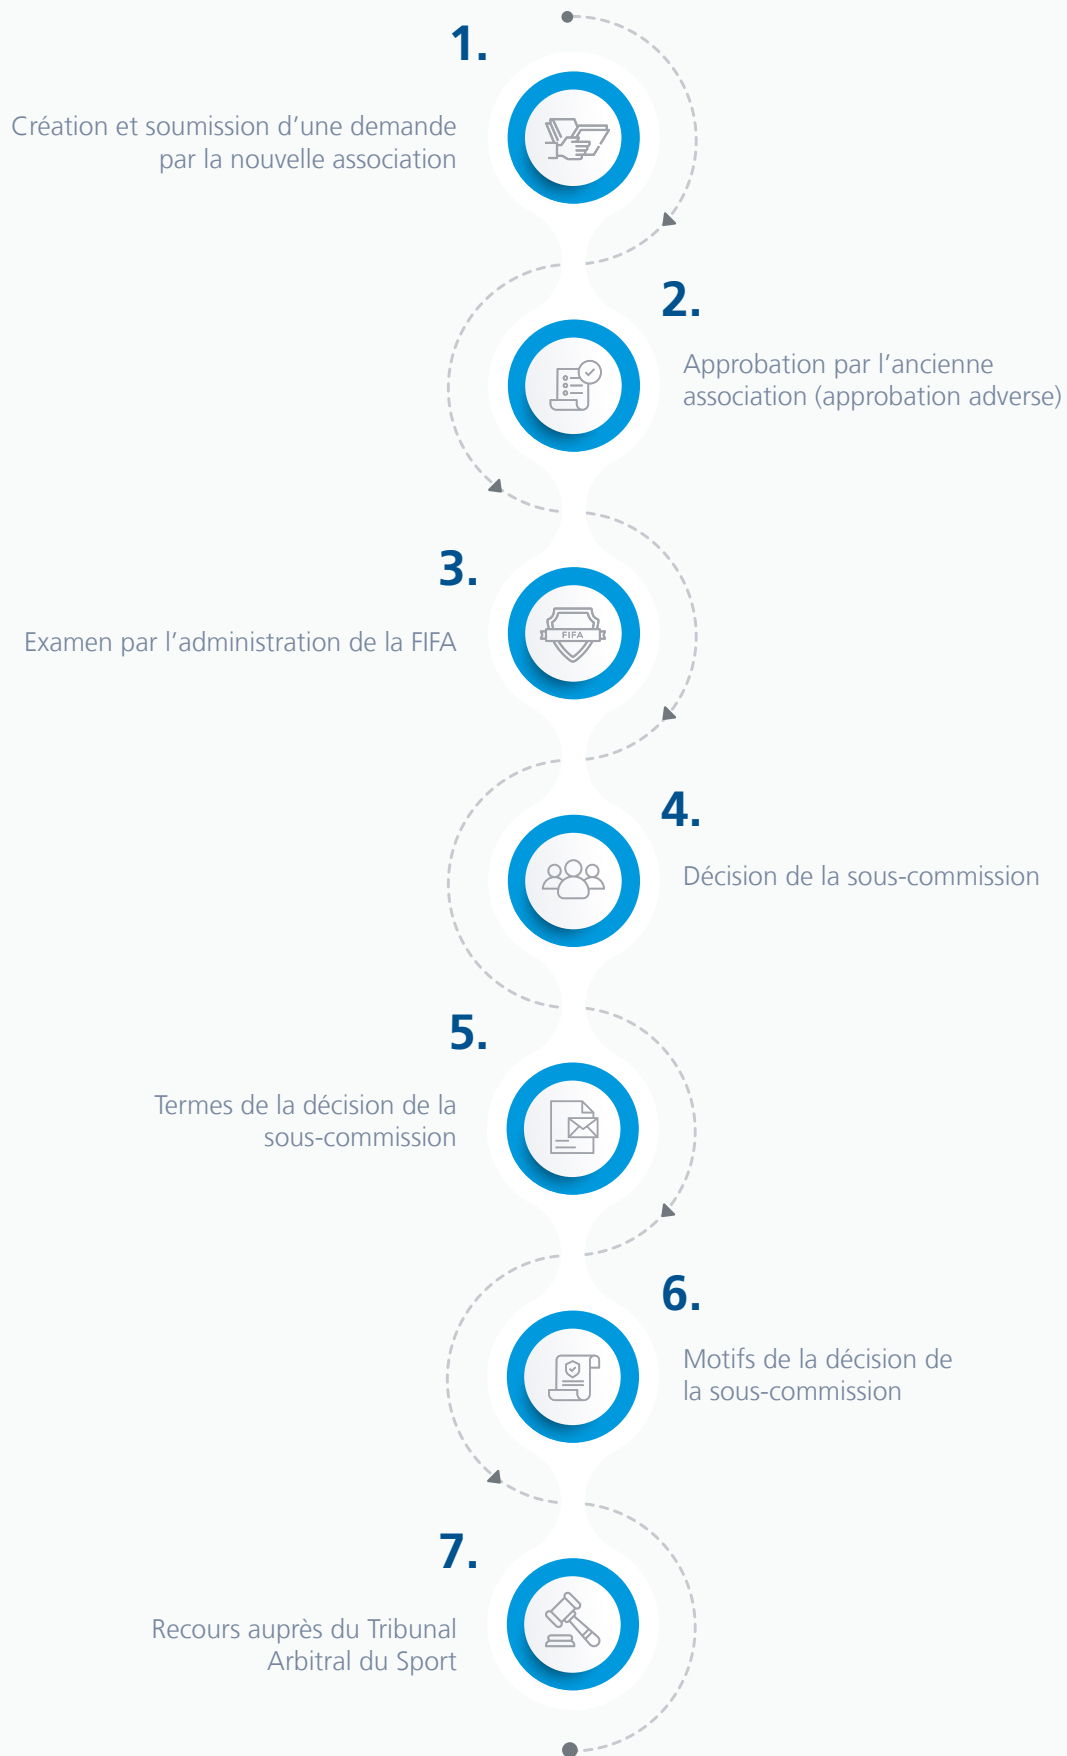 1.
Création et soumission d’une demande
par la nouvelle association
2.
Approbation par l’ancienne
association (approbation adverse)
3.
FIFA
Examen par l’administration de la FIFA
4.
Décision de la sous-commission
5.
Termes de la décision de la
sous-commission
6.
Motifs de la décision de
la sous-commission
7.
Recours auprès du Tribunal
Arbitral du Sport